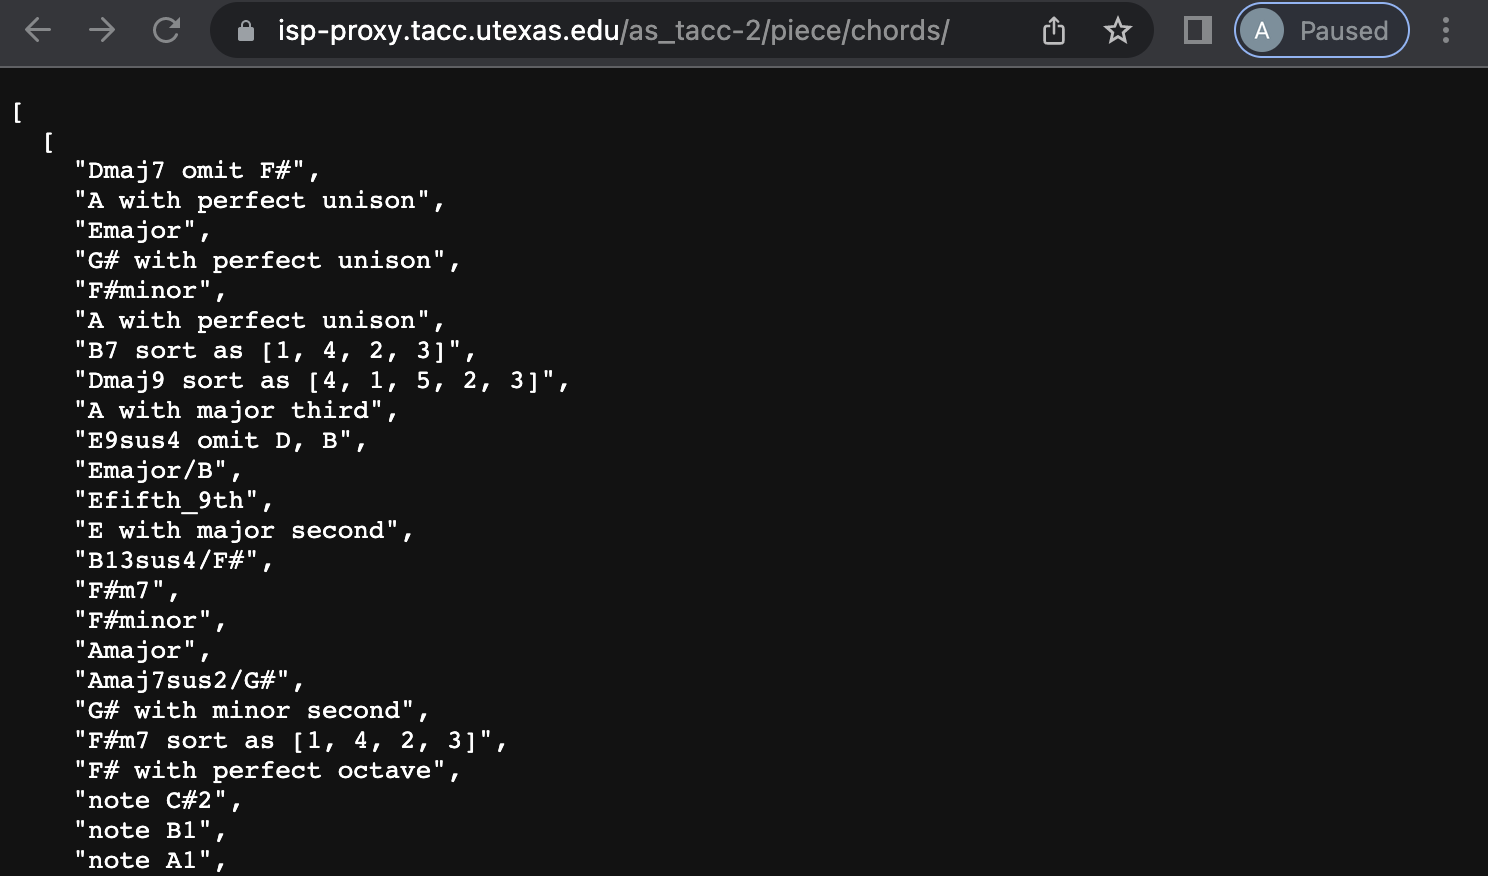 isp-proxy.tacc.utexas.edu/as_tacc-2/piece/chords/
A Paused
[
[
"Dmaj7 omit F#",
"A with perfect unison",
"Emajor",
"G# with perfect unison",
"F#minor",
"A with perfect unison",
"B7 sort as [1, 4, 2, 3]",
"Dmaj9 sort as [4, 1, 5, 2, 3]",
"A with major third",
"E9sus4 omit D, B",
"Emajor/B",
"Efifth_9th",
"E with major second",
"B13sus4/F#",
"F#m7",
"F#minor",
"Amajor",
"Amaj7sus2/G#",
"G# with minor second",
"F#m7 sort as [1, 4, 2, 3]",
"F# with perfect octave",
"note C#2",
"note B1",
"note A1",